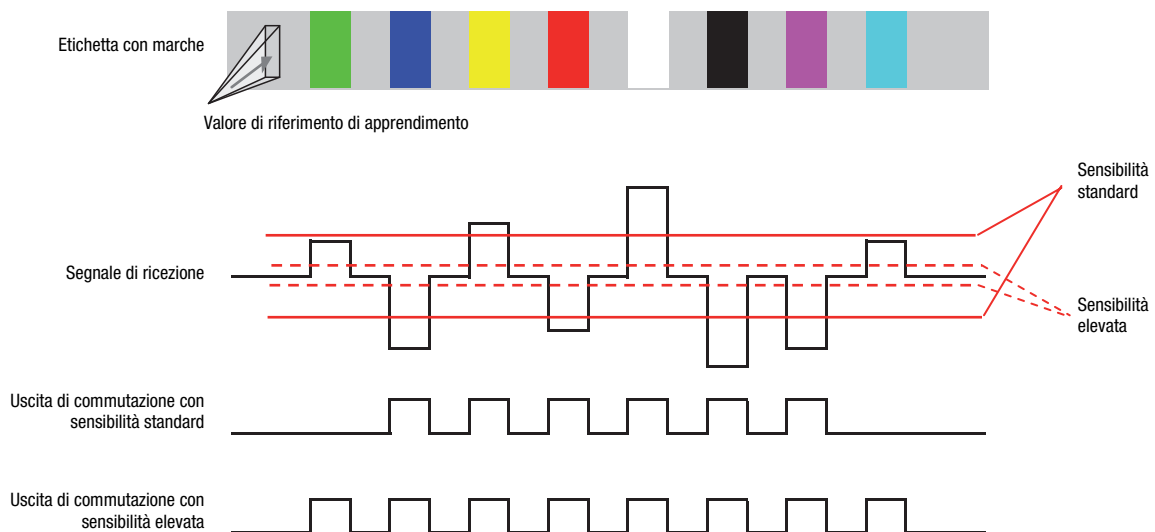 Etichetta con marche
Valore di riferimento di apprendimento
Sensibilità
standard
Segnale di ricezione
Sensibilità
elevata
Uscita di commutazione con
sensibilità standard
Uscita di commutazione con
sensibilità elevata